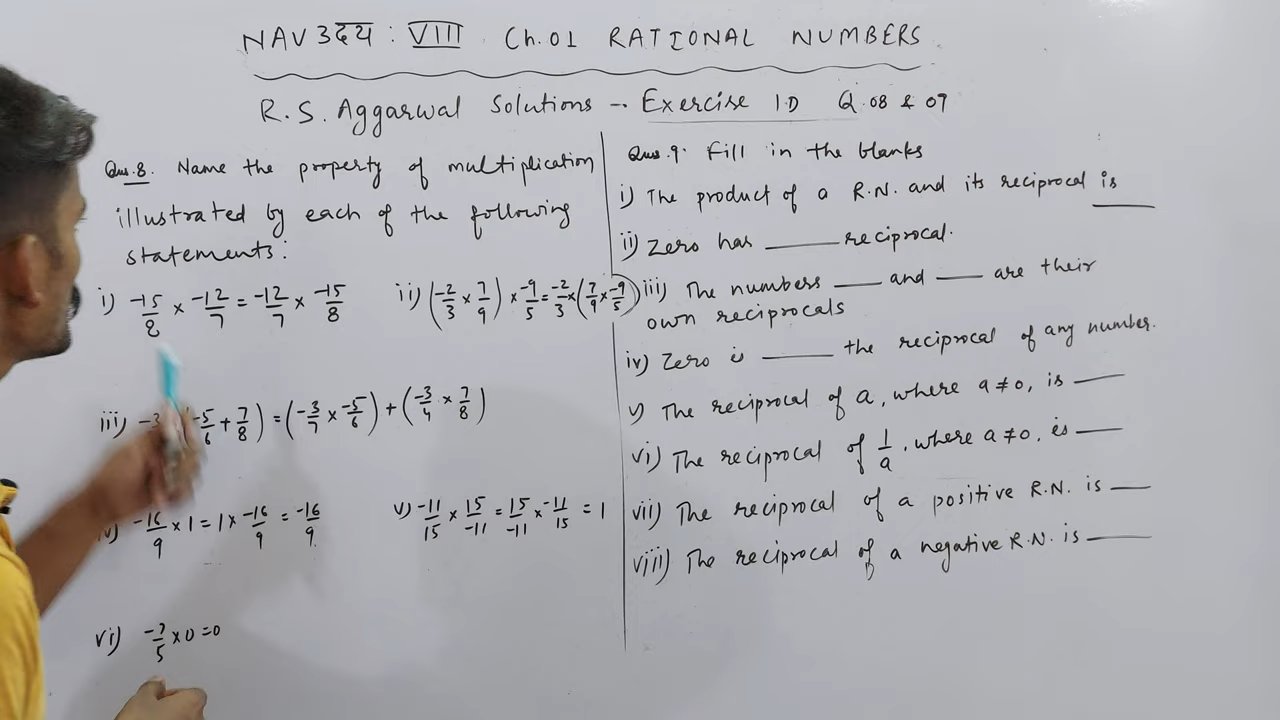 NAV उदय : VIII Ch.01 RATIONAL NUMBERS
R.S. Aggarwal Solutions -- Exercise 1.D Q.08 & 07
Ques.8. Name the property of multiplication
illustrated by each of the following
statements:
i) -15/8 × -12/7 = -12/7 × -15/8
ii) (-2/3 × 7/9) × -9/5 = -2/3 × (7/9 × -9/5)
iii) -3 (-5/6 + 7/8) = (-3/7 × -5/6) + (-3/4 × 7/8)
iv) -16/9 × 1 = 1 × -16/9 = -16/9
v) -11/15 × 15/-11 = 15/-11 × -11/15 = 1
vi) -7/5 × 0 = 0
Ques.9. Fill in the blanks
i) The product of a R.N. and its reciprocal is ____
ii) Zero has ____ reciprocal.
iii) The numbers ____ and ____ are their
own reciprocals
iv) Zero is ____ the reciprocal of any number.
v) The reciprocal of a, where a ≠ 0, is ____
vi) The reciprocal of 1/a, where a ≠ 0, is ____
vii) The reciprocal of a positive R.N. is ____
viii) The reciprocal of a negative R.N. is ____